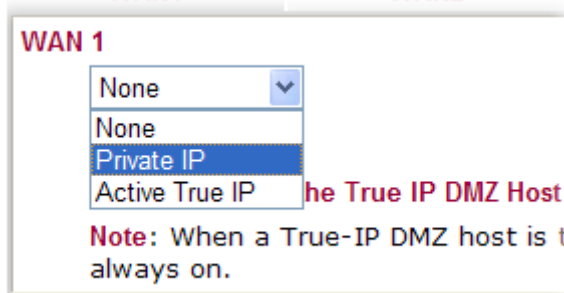 WAN 1
None
None
Private IP
Active True IP he True IP DMZ Host
Note: When a True-IP DMZ host is
always on.